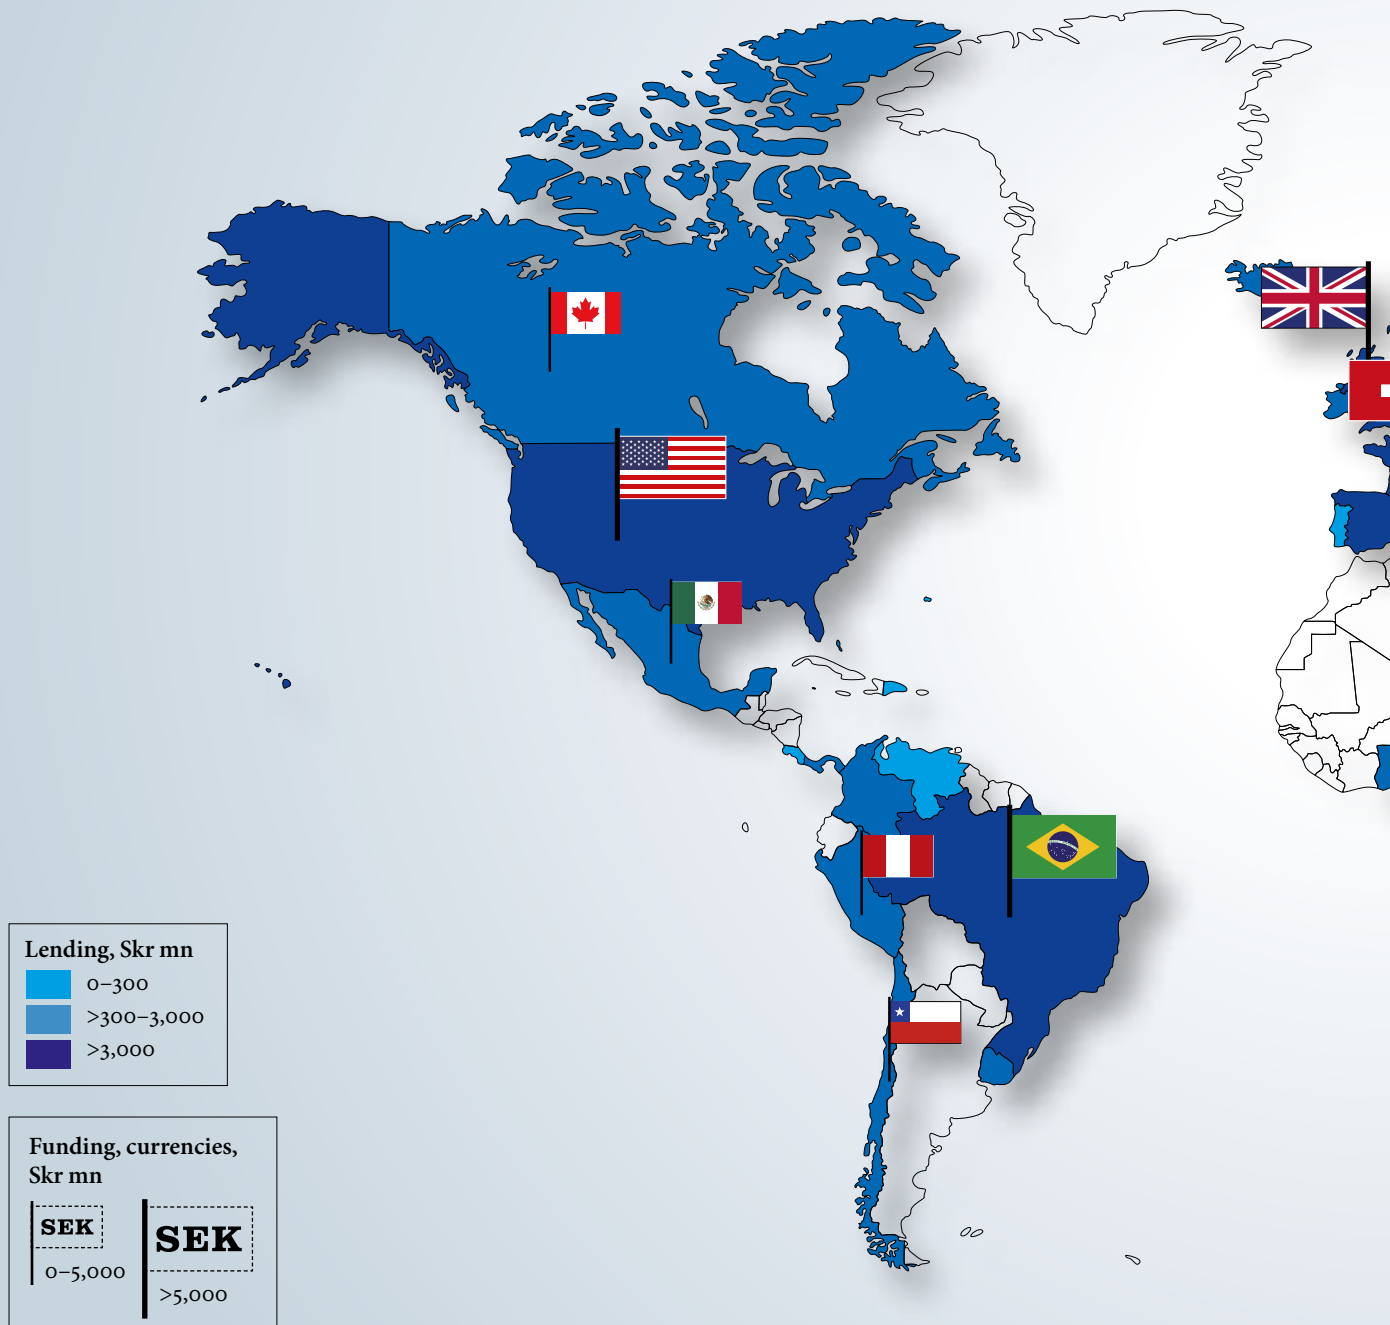 Lending, Skr mn
0–300
>300–3,000
>3,000
Funding, currencies,
Skr mn
SEK
0–5,000
SEK
>5,000